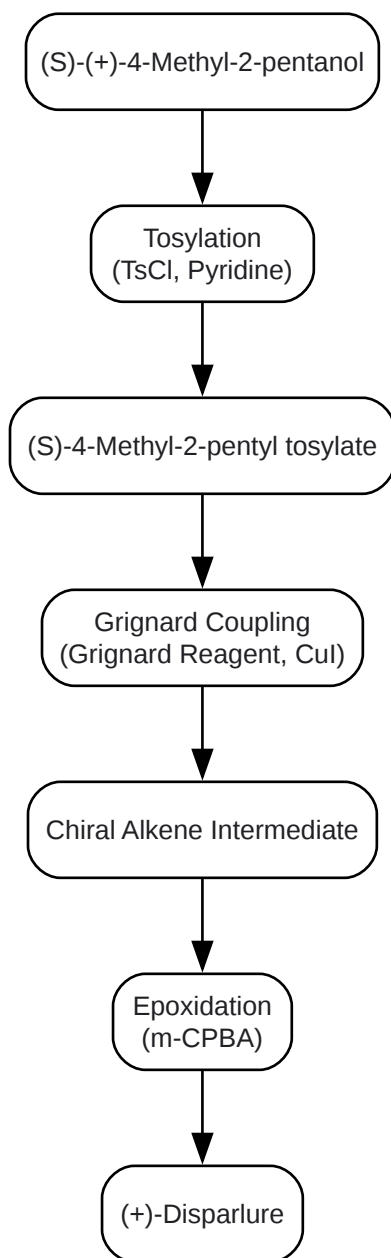 (S)-(+)-4-Methyl-2-pentanol
Tosylation
(TsCl, Pyridine)
(S)-4-Methyl-2-pentyl tosylate
Grignard Coupling
(Grignard Reagent, CuI)
Chiral Alkene Intermediate
Epoxidation
(m-CPBA)
(+)-Disparlure